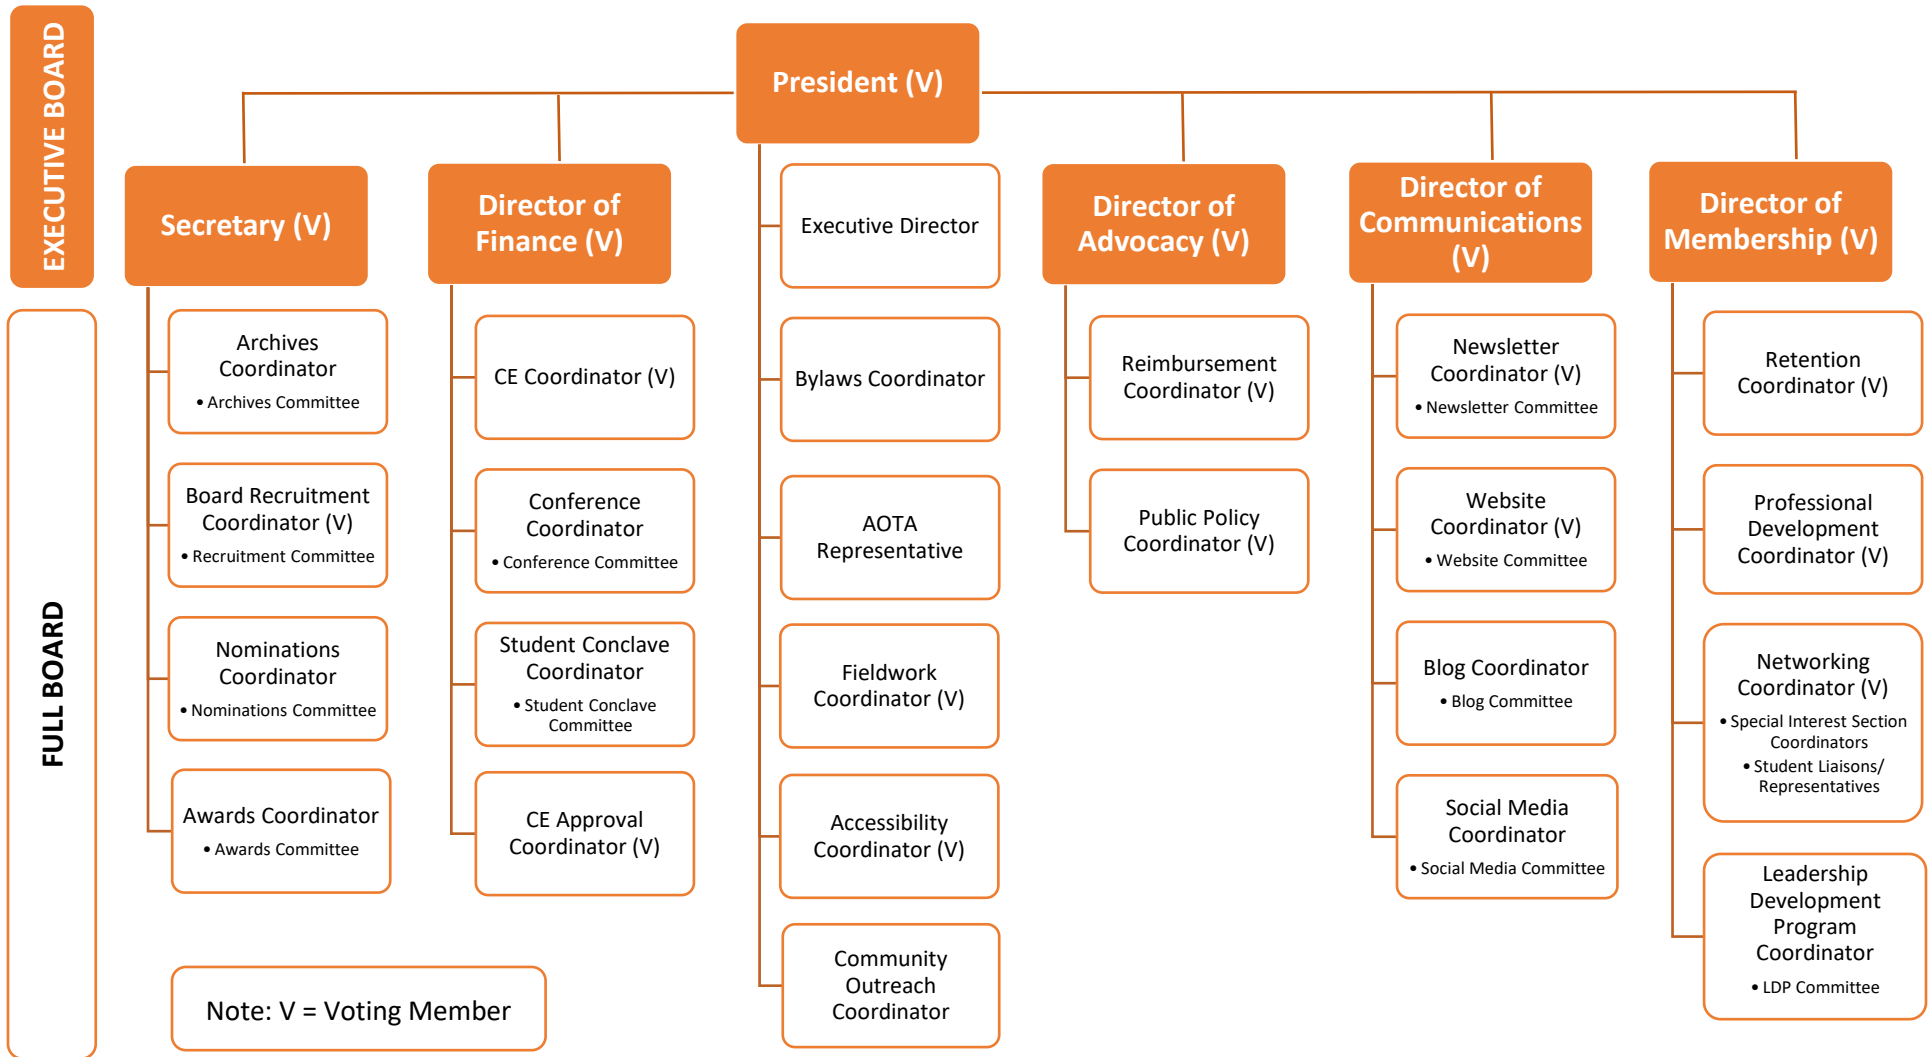 EXECUTIVE BOARD
President (V)
Secretary (V)
Director of
Finance (V)
Executive Director
Director of
Advocacy (V)
Director of
Communications
(V)
Director of
Membership (V)
FULL BOARD
Archives
Coordinator
• Archives Committee
Board Recruitment
Coordinator (V)
• Recruitment Committee
Nominations
Coordinator
• Nominations Committee
Awards Coordinator
• Awards Committee
CE Coordinator (V)
Conference
Coordinator
• Conference Committee
Student Conclave
Coordinator
• Student Conclave
Committee
CE Approval
Coordinator (V)
Bylaws Coordinator
AOTA
Representative
Fieldwork
Coordinator (V)
Accessibility
Coordinator (V)
Community
Outreach
Coordinator
Reimbursement
Coordinator (V)
Public Policy
Coordinator (V)
Newsletter
Coordinator (V)
• Newsletter Committee
Website
Coordinator (V)
• Website Committee
Blog Coordinator
• Blog Committee
Social Media
Coordinator
• Social Media Committee
Retention
Coordinator (V)
Professional
Development
Coordinator (V)
Networking
Coordinator (V)
• Special Interest Section
Coordinators
• Student Liaisons/
Representatives
Leadership
Development
Program
Coordinator
• LDP Committee
Note: V = Voting Member